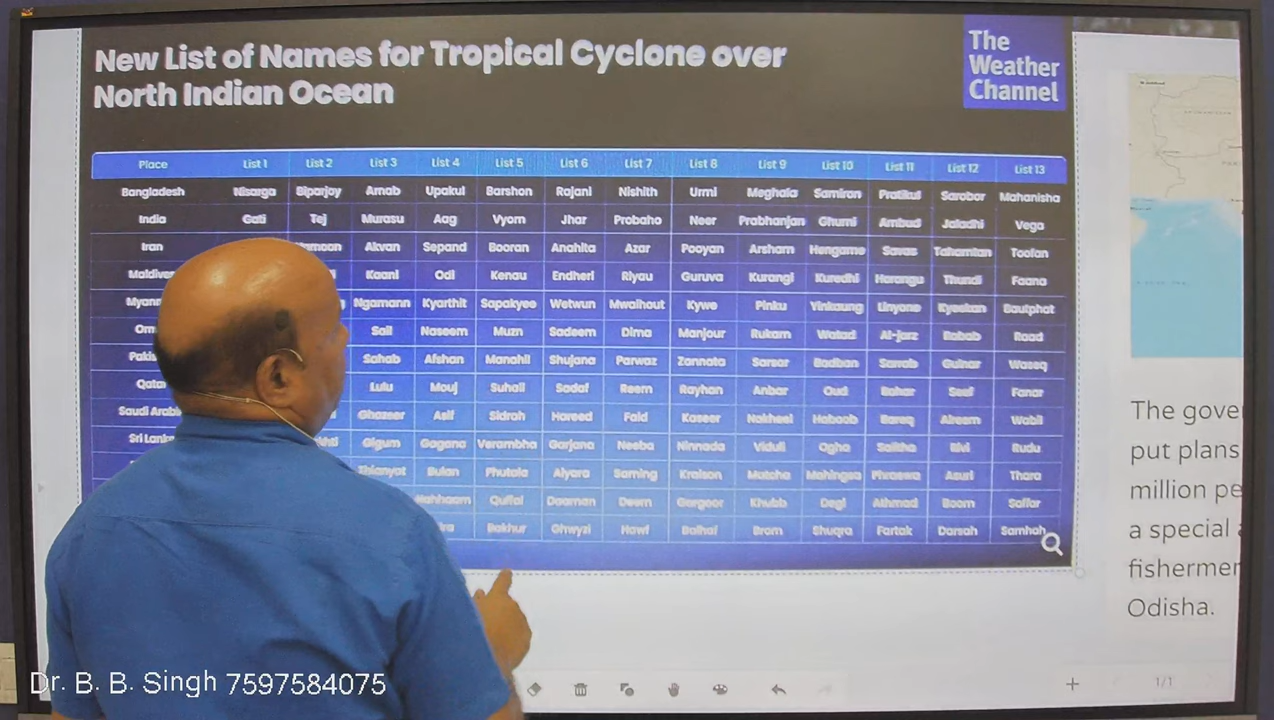 New List of Names for Tropical Cyclone over
North Indian Ocean
The
Weather
Channel
Place List 1 List 2 List 3 List 4 List 5 List 6 List 7 List 8 List 9 List 10 List 11 List 12 List 13
Bangladesh Nisarga Biparjoy Arnab Upakul Barshon Rajani Nishith Urmi Meghala Samiran Pratikul Sarobor Mahanisha
India Gati Tej Murasu Aag Vyom Jhar Probaho Neer Prabhanjan Ghurni Ambud Jaladhi Vega
Iran Akvan Sepand Booran Anahita Azar Pooyan Arsham Hengame Savas Tahamtan Toofan
Kaani Odi Kenau Endheri Riyau Guruva Kurangi Kuredhi Horangu Thundi Faana
Ngamann Kyarthit Sapakyee Wetwun Mwaihout Kywe Pinku Yinkaung Linyone Kyeekan Bautphat
Sail Naseem Muzn Sadeem Dima Manjour Rukam Watad Al-jarz Rabab Raad
Sahab Afshan Manahil Shujana Parwaz Zannata Sarsar Badban Sarrab Gulnar Waseq
Lulu Mouj Suhail Sadaf Reem Rayhan Anbar Oud Bahar Seef Fanar
Ghazeer Asif Sidrah Hareed Faid Kaseer Nakheel Haboob Bareq Alreem Wabil
Gigum Gagana Verambha Garjana Neeba Ninnada Viduli Ogha Salitha Rivi Rudu
Thianyot Bulan Phutala Aiyara Saming Kraison Matcha Mahingsa Phraewa Asuri Thara
Nahhaam Quffal Daaman Deem Gargoor Khubb Degl Athmad Boom Saffar
Bakhur Ghwyzi Hawf Balhaf Brom Shuqra Fartak Darsah Samhah
put plans
million
a special
Odisha.
Dr. B. B. Singh 7597584075
1/1